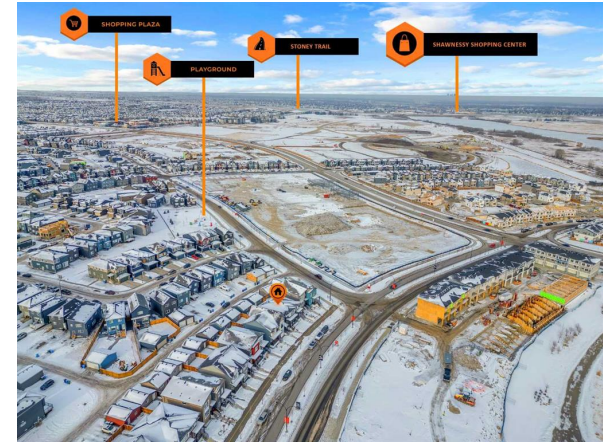 SHOPPING PLAZA
PLAYGROUND
STONEY TRAIL
SHAWNESSY SHOPPING CENTER